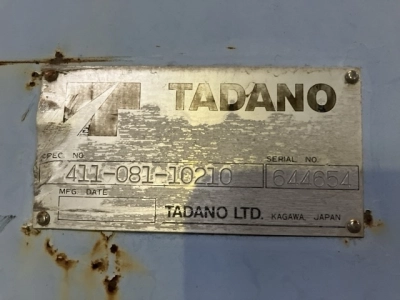 TADANO
SPEC. NO. SERIAL NO.
411-081-10210 644654
MFG. DATE
TADANO LTD. KAGAWA, JAPAN